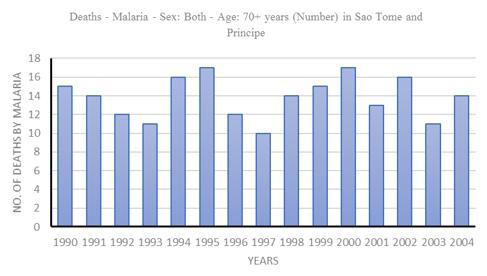 Deaths - Malaria - Sex: Both - Age: 70+ years (Number) in Sao Tome and
Principe
NO. OF DEATHS BY MALARIA
18
16
14
12
10
8
6
4
2
0
1990 1991 1992 1993 1994 1995 1996 1997 1998 1999 2000 2001 2002 2003 2004
YEARS